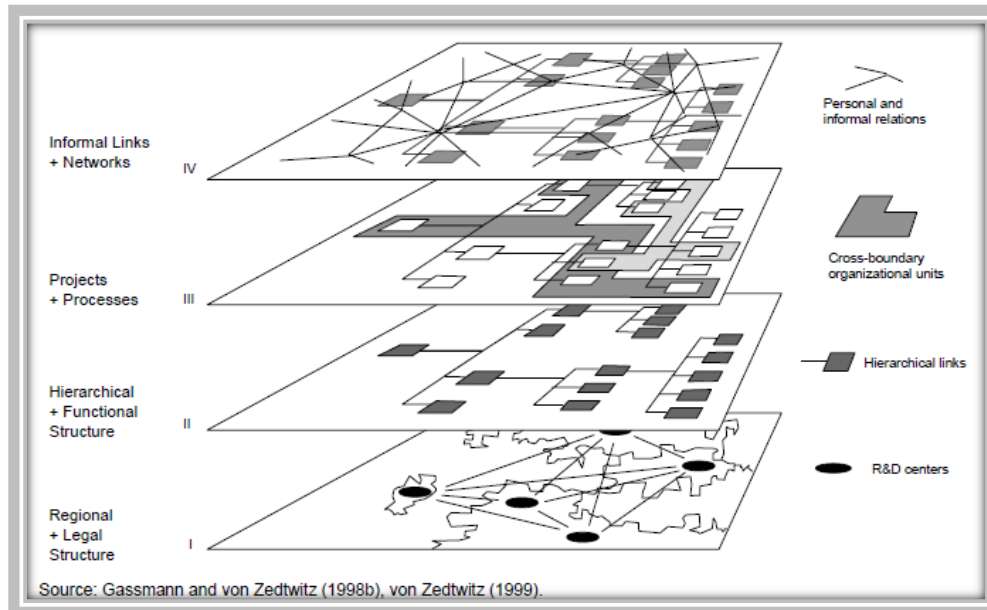 Informal Links
+ Networks
IV
Personal and
informal relations
Projects
+ Processes
III
Cross-boundary
organizational units
Hierarchical
+ Functional
Structure
II
Hierarchical links
Regional
+ Legal
Structure
I
R&D centers
Source: Gassmann and von Zedtwitz (1998b), von Zedtwitz (1999).